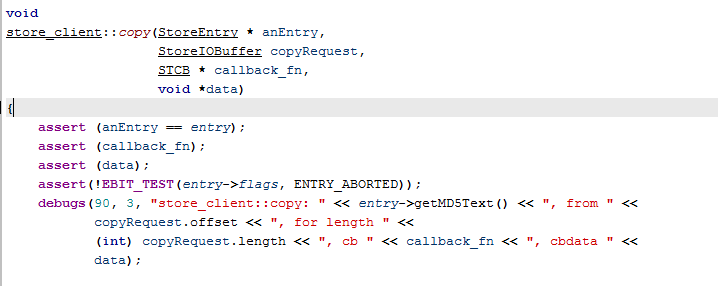 void
store_client::copy(StoreEntry * anEntry,
StoreIOBuffer copyRequest,
STCB * callback_fn,
void *data)
{
assert (anEntry == entry);
assert (callback_fn);
assert (data);
assert(!EBIT_TEST(entry->flags, ENTRY_ABORTED));
debugs(90, 3, "store_client::copy: " << entry->getMD5Text() << ", from " <<
copyRequest.offset << ", for length " <<
(int) copyRequest.length << ", cb " << callback_fn << ", cbdata " <<
data);